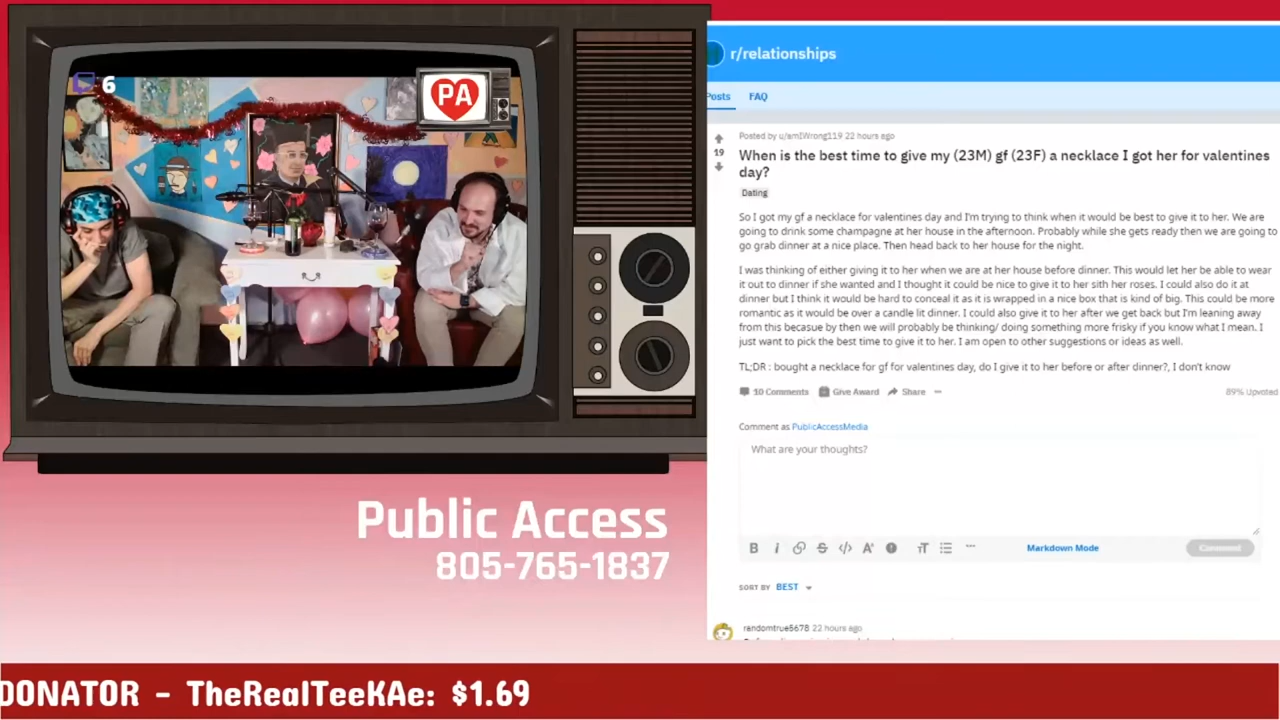 6
PA
Public Access
805-765-1837
DONATOR - TheRealTeeKAe: $1.69
r/relationships
Posts FAQ
Posted by u/amIWrong119 22 hours ago
19
When is the best time to give my (23M) gf (23F) a necklace I got her for valentines
day?
Dating
So I got my gf a necklace for valentines day and I'm trying to think when it would be best to give it to her. We are
going to drink some champagne at her house in the afternoon. Probably while she gets ready then we are going to
go grab dinner at a nice place. Then head back to her house for the night.
I was thinking of either giving it to her when we are at her house before dinner. This would let her be able to wear
it out to dinner if she wanted and I thought it could be nice to give it to her sith her roses. I could also do it at
dinner but I think it would be hard to conceal it as it is wrapped in a nice box that is kind of big. This could be more
romantic as it would be over a candle lit dinner. I could also give it to her after we get back but I'm leaning away
from this becasue by then we will probably be thinking/ doing something more frisky if you know what I mean. I
just want to pick the best time to give it to her. I am open to other suggestions or ideas as well.
TL;DR : bought a necklace for gf for valentines day, do I give it to her before or after dinner?, I don't know
10 Comments Give Award Share
89% Upvoted
Comment as PublicAccessMedia
What are your thoughts?
Markdown Mode
Comment
SORT BY BEST
randomtrue5678 22 hours ago